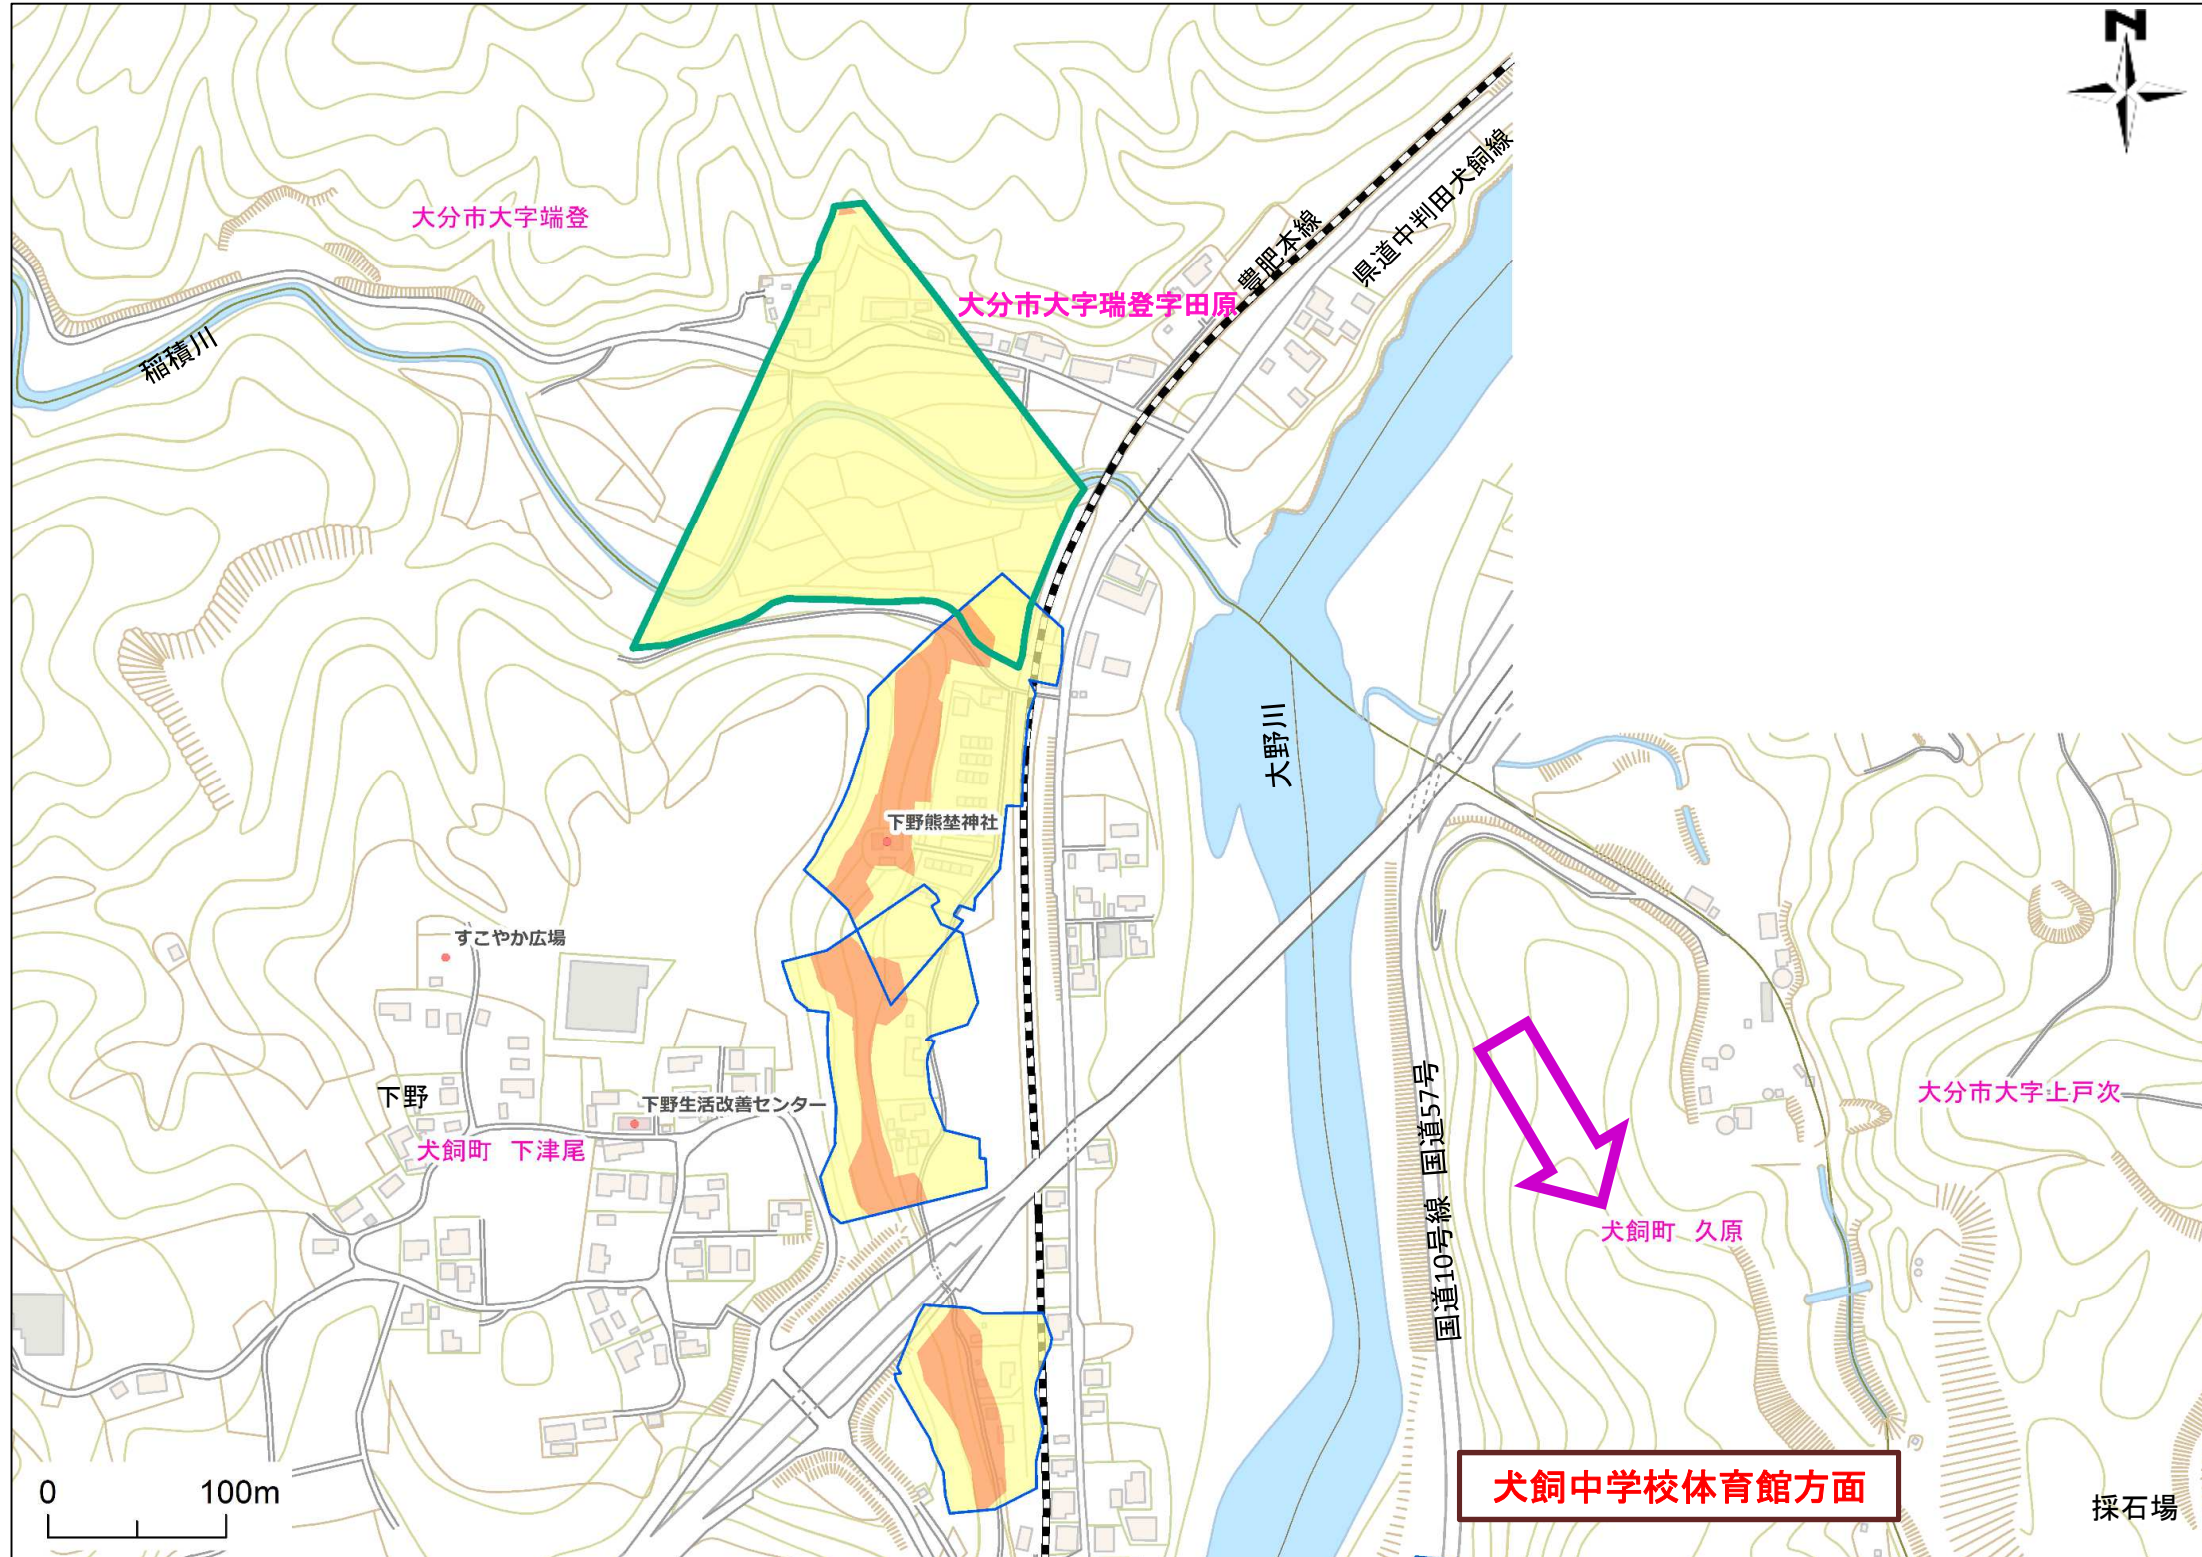 N
大分市大字端登
豊肥本線
県道中判田犬飼線
大分市大字瑞登字田原
稲積川
大野川
下野熊埜神社
すこやか広場
下野
下野生活改善センター
犬飼町　下津尾
国道10号線　国道57号
大分市大字上戸次
犬飼町　久原
0 100m
犬飼中学校体育館方面
採石場